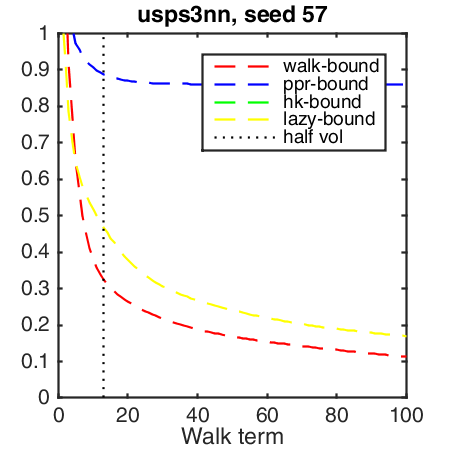 usps3nn, seed 57
1
0.9
0.8
0.7
0.6
0.5
0.4
0.3
0.2
0.1
0
walk-bound
ppr-bound
hk-bound
lazy-bound
half vol
0 20 40 60 80 100
Walk term